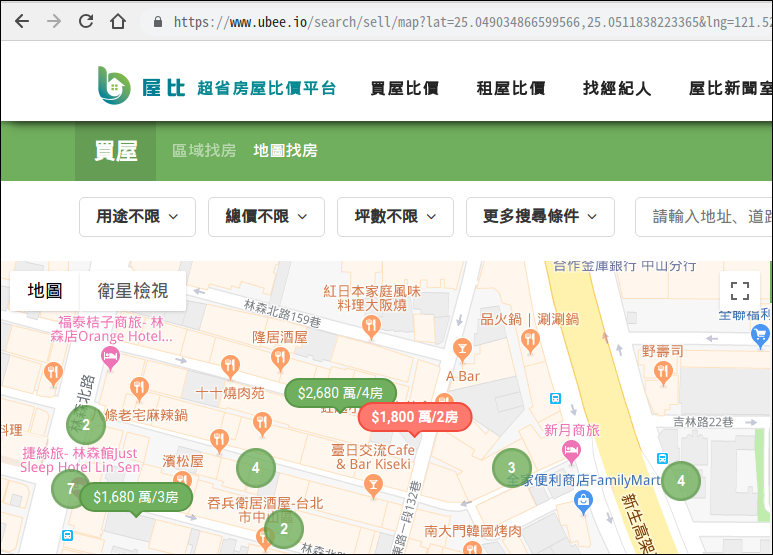 https://www.ubee.io/search/sell/map?lat=25.049034866599566,25.0511838223365&lng=121.52
屋比 超省房屋比價平台 買屋比價 租屋比價 找經紀人 屋比新聞室
買屋 區域找房 地圖找房
用途不限 總價不限 坪數不限 更多搜尋條件 請輸入地址、道路
合作金庫銀行 中山分行
地圖 衛星檢視
紅日本家庭風味
料理大阪燒
林森北路159巷
福泰桔子商旅- 林
森店Orange Hotel...
隆居酒屋
品火鍋｜涮涮鍋
全聯福利
野壽司
A Bar
林森北路
十十燒肉苑
$2,680 萬/4房
$1,800 萬/2房
2
條老宅麻辣鍋
吉林路22巷
料理
新月商旅
捷絲旅- 林森館Just
Sleep Hotel Lin Sen
濱松屋
4
臺日交流Cafe
& Bar Kiseki
3
全家便利商店FamilyMart
4
7
$1,680 萬/3房
吞兵衛居酒屋-台北
市中山區
2
東路一段132巷
南大門韓國烤肉
新生高架
林森北路